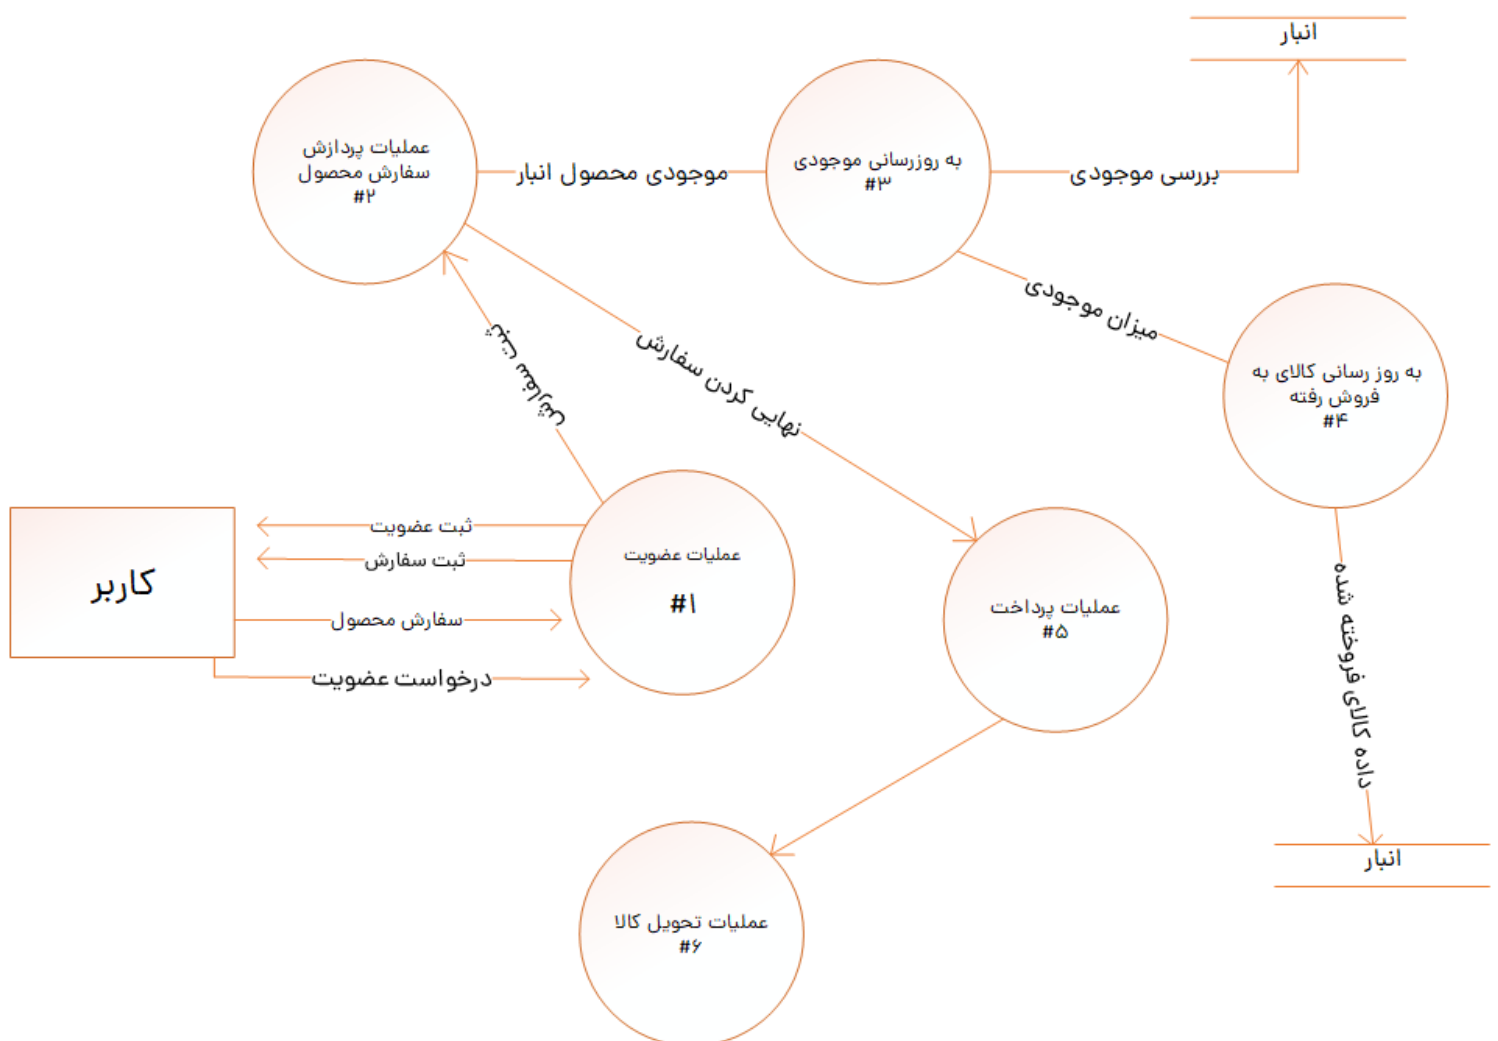 انبار
عملیات پردازش
سفارش محصول
#۲
موجودی محصول انبار
به روزرسانی موجودی
#۳
بررسی موجودی
میزان موجودی
ثبت سفارش
نهایی کردن سفارش
به روز رسانی کالای به
فروش رفته
#۴
کاربر
ثبت عضویت
ثبت سفارش
سفارش محصول
درخواست عضویت
عملیات عضویت
#۱
عملیات پرداخت
#۵
داده کالای فروخته شده
انبار
عملیات تحویل کالا
#۶